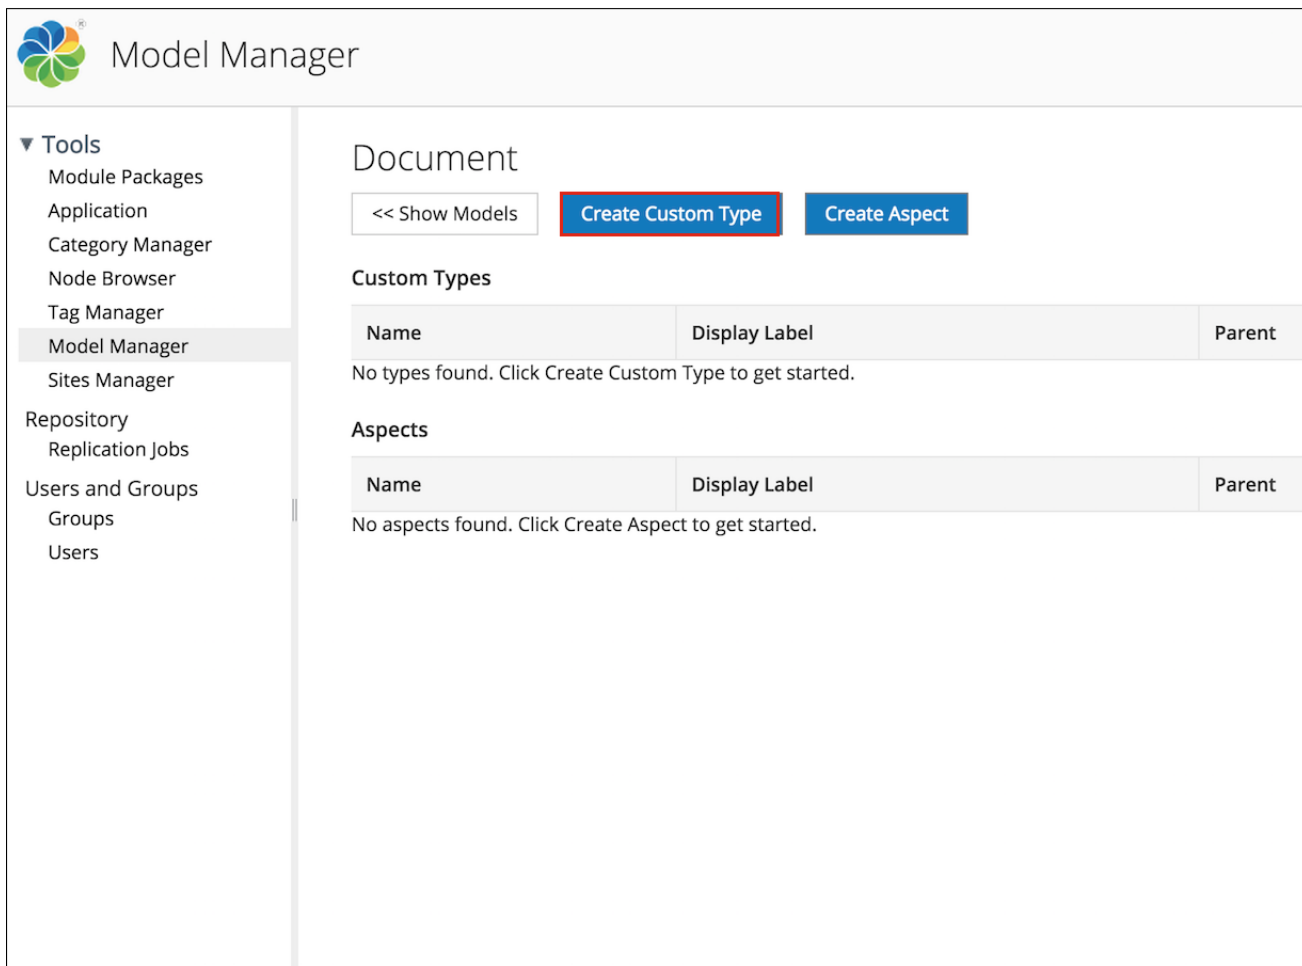 ®
Model Manager
▼ Tools
Module Packages
Application
Category Manager
Node Browser
Tag Manager
Model Manager
Sites Manager
Repository
Replication Jobs
Users and Groups
Groups
Users
Document
<< Show Models
Create Custom Type
Create Aspect
Custom Types
Name Display Label Parent
No types found. Click Create Custom Type to get started.
Aspects
Name Display Label Parent
No aspects found. Click Create Aspect to get started.